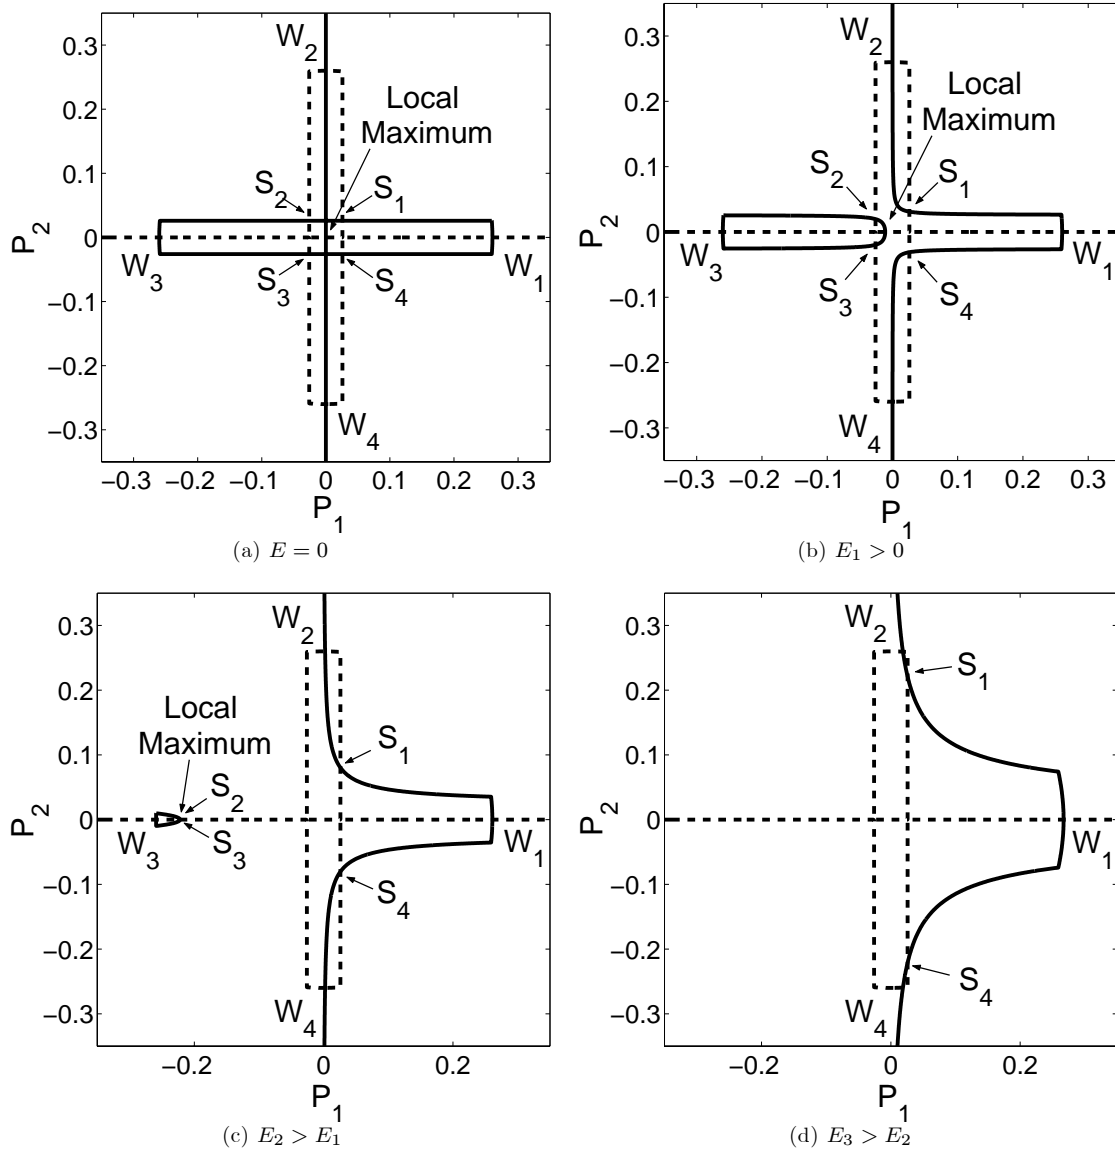 0.3
0.2
0.1
0
−0.1
−0.2
−0.3
P2
W2
Local
Maximum
S2
S1
W3
W1
S3
S4
W4
−0.3 −0.2 −0.1 0 0.1 0.2 0.3
P1
(a) E = 0
0.3
0.2
0.1
0
−0.1
−0.2
−0.3
P2
W2
Local
Maximum
S2
S1
W3
W1
S3
S4
W4
−0.3 −0.2 −0.1 0 0.1 0.2 0.3
P1
(b) E1 > 0
0.3
0.2
0.1
0
−0.1
−0.2
−0.3
P2
W2
Local
Maximum
S1
S2
W3
W1
S3
S4
W4
−0.2 0 0.2
P1
(c) E2 > E1
0.3
0.2
0.1
0
−0.1
−0.2
−0.3
P2
W2
S1
W1
S4
W4
−0.2 0 0.2
P1
(d) E3 > E2